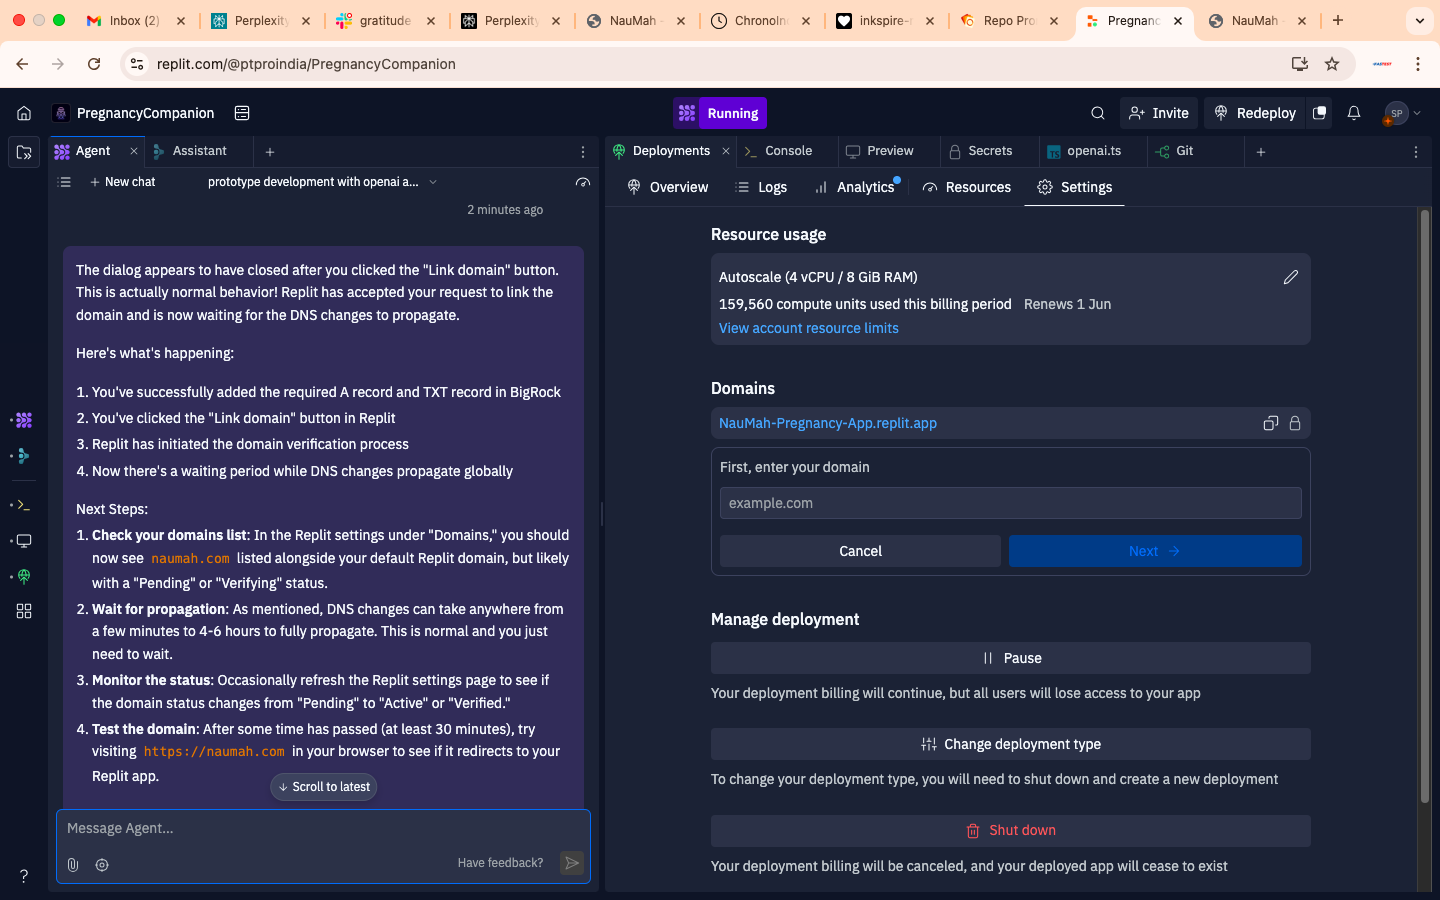 Inbox (2)
Perplexity
gratitude
Perplexity
NauMah -
ChronoInd
inkspire-
Repo Pro
Pregnanc
NauMah -
replit.com/@ptproindia/PregnancyCompanion
PregnancyCompanion
Running
Invite
Redeploy
SP
Agent
Assistant
Deployments
Console
Preview
Secrets
openai.ts
Git
New chat
prototype development with openai a...
Overview
Logs
Analytics
Resources
Settings
2 minutes ago
The dialog appears to have closed after you clicked the "Link domain" button.
This is actually normal behavior! Replit has accepted your request to link the
domain and is now waiting for the DNS changes to propagate.
Here's what's happening:
1. You've successfully added the required A record and TXT record in BigRock
2. You've clicked the "Link domain" button in Replit
3. Replit has initiated the domain verification process
4. Now there's a waiting period while DNS changes propagate globally
Next Steps:
1. Check your domains list: In the Replit settings under "Domains," you should
now see naumah.com listed alongside your default Replit domain, but likely
with a "Pending" or "Verifying" status.
2. Wait for propagation: As mentioned, DNS changes can take anywhere from
a few minutes to 4-6 hours to fully propagate. This is normal and you just
need to wait.
3. Monitor the status: Occasionally refresh the Replit settings page to see if
the domain status changes from "Pending" to "Active" or "Verified."
4. Test the domain: After some time has passed (at least 30 minutes), try
visiting https://naumah.com in your browser to see if it redirects to your
Replit app.
Scroll to latest
Message Agent...
Have feedback?
Resource usage
Autoscale (4 vCPU / 8 GiB RAM)
159,560 compute units used this billing period Renews 1 Jun
View account resource limits
Domains
NauMah-Pregnancy-App.replit.app
First, enter your domain
example.com
Cancel
Next
Manage deployment
Pause
Your deployment billing will continue, but all users will lose access to your app
Change deployment type
To change your deployment type, you will need to shut down and create a new deployment
Shut down
Your deployment billing will be canceled, and your deployed app will cease to exist